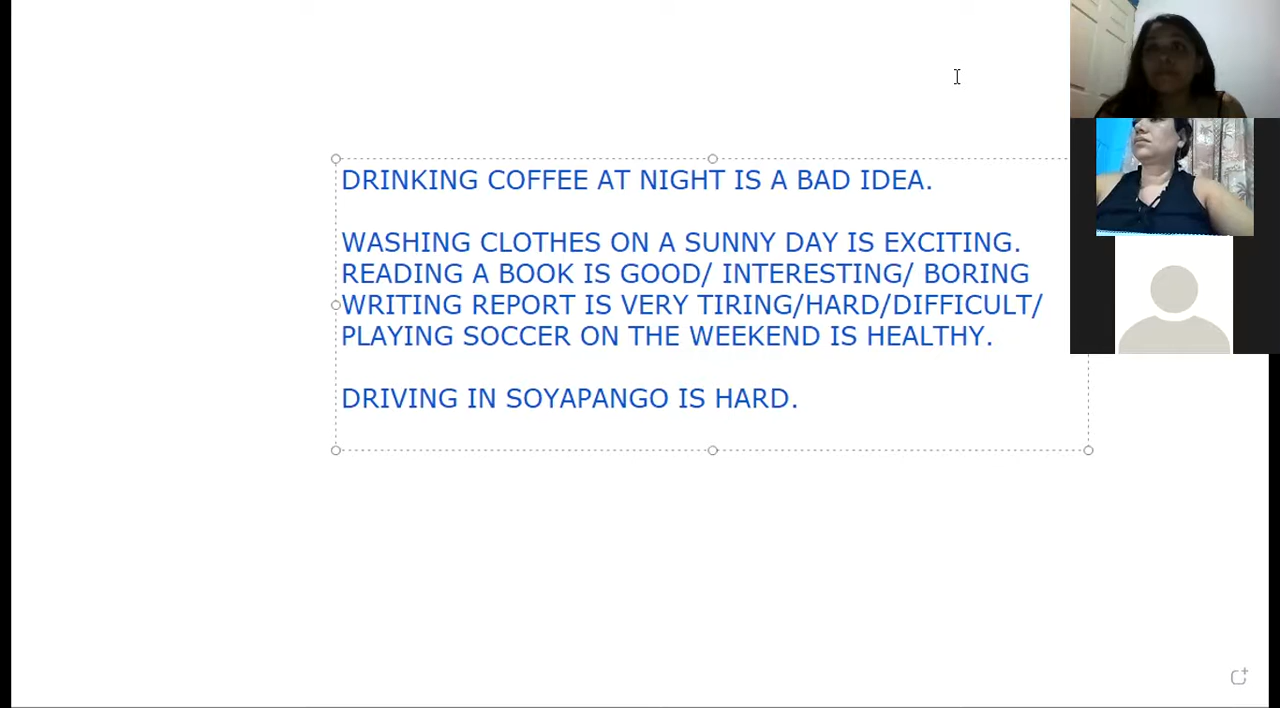 DRINKING COFFEE AT NIGHT IS A BAD IDEA.
WASHING CLOTHES ON A SUNNY DAY IS EXCITING.
READING A BOOK IS GOOD/ INTERESTING/ BORING
WRITING REPORT IS VERY TIRING/HARD/DIFFICULT/
PLAYING SOCCER ON THE WEEKEND IS HEALTHY.
DRIVING IN SOYAPANGO IS HARD.